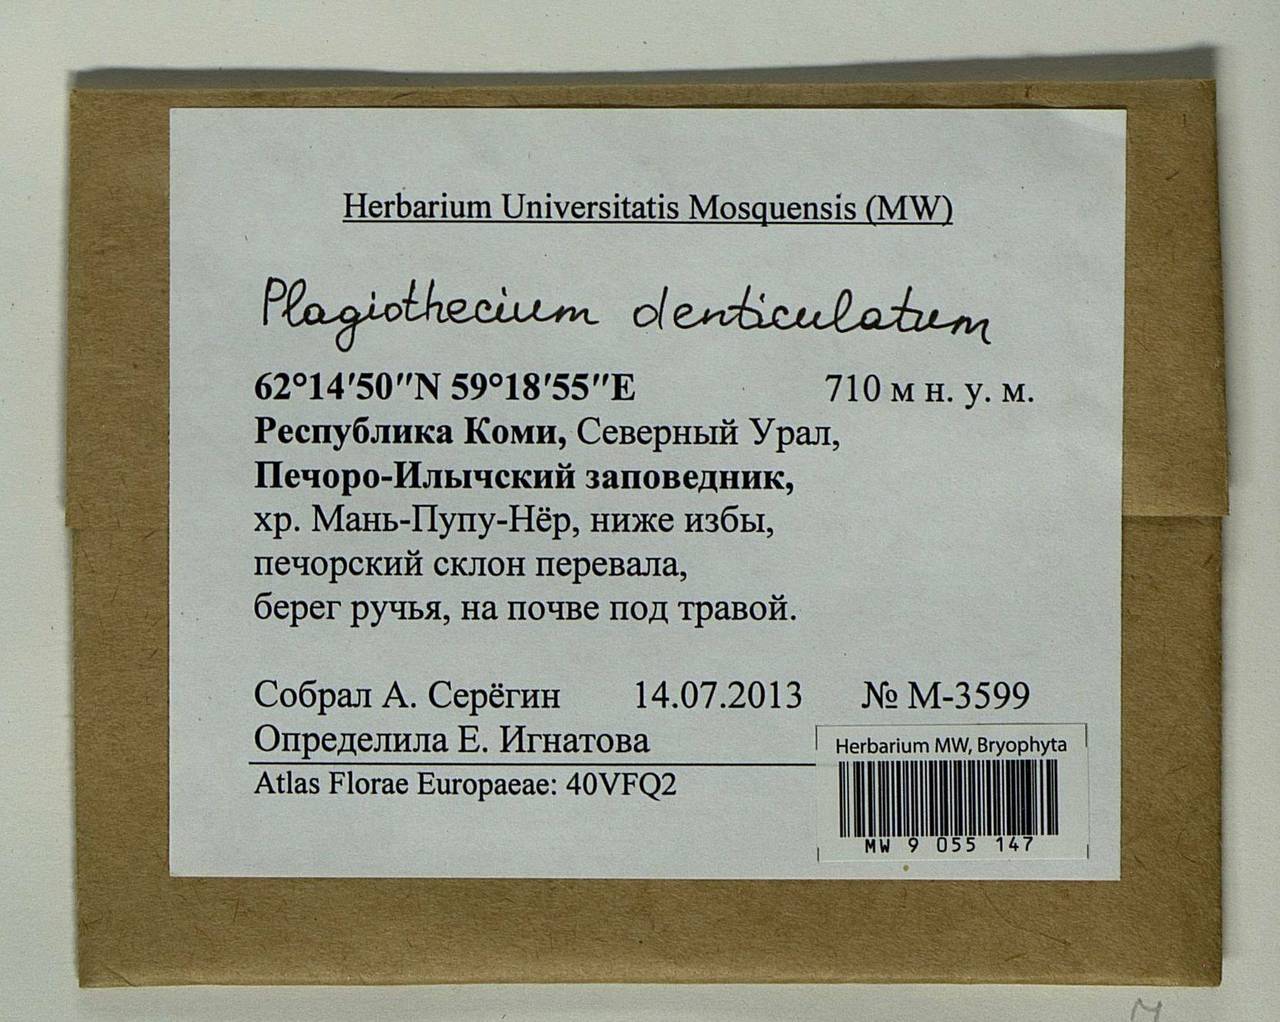 Herbarium Universitatis Mosquensis (MW)
Plagiothecium denticulatum
62°14′50″N 59°18′55″E 710 м н. у. м.
Республика Коми, Северный Урал,
Печоро-Илычский заповедник,
хр. Мань-Пупу-Нёр, ниже избы,
печорский склон перевала,
берег ручья, на почве под травой.
Собрал А. Серёгин 14.07.2013 № М-3599
Определила Е. Игнатова
Atlas Florae Europaeae: 40VFQ2
Herbarium MW, Bryophyta
MW 9 055 147